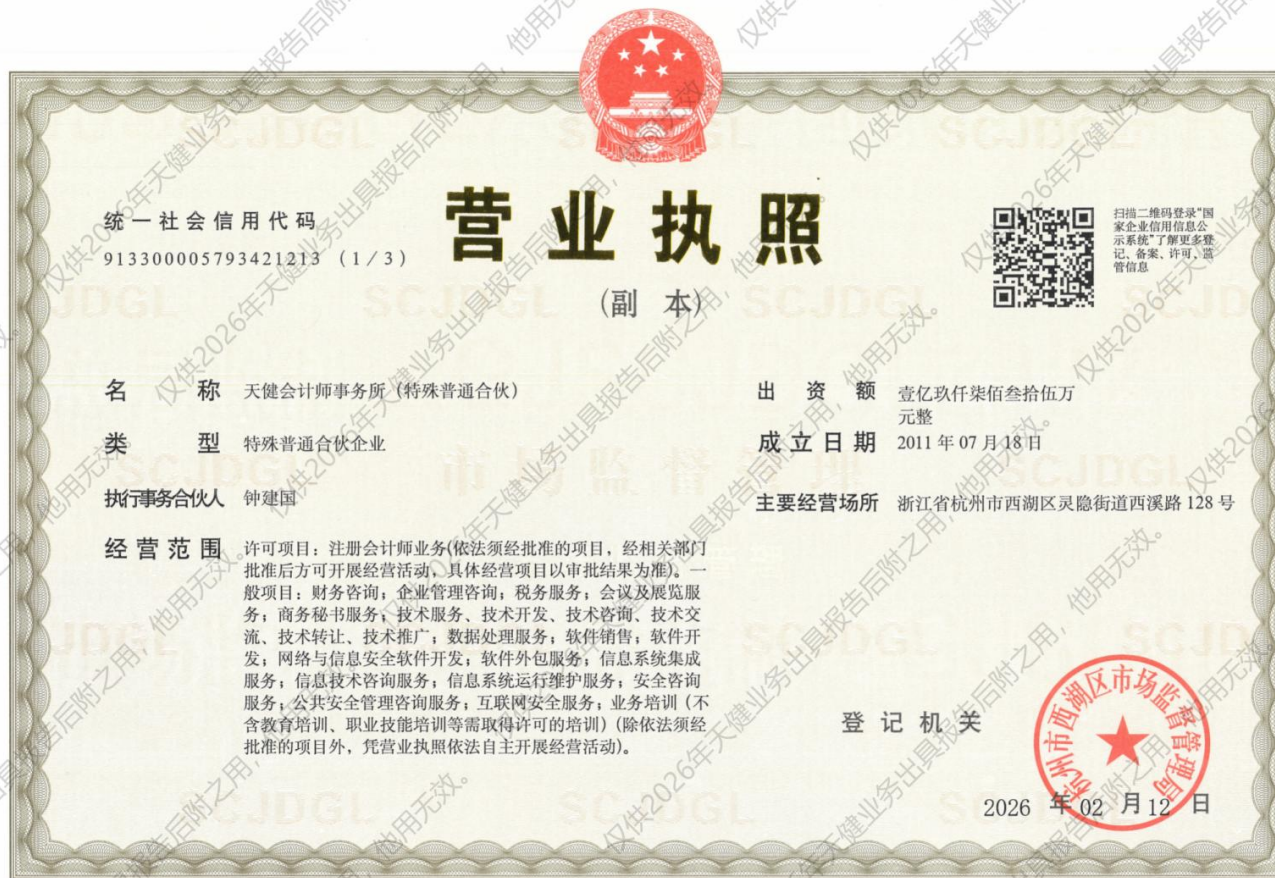 统一社会信用代码
913300005793421213 (1/3)
营业执照
(副 本)
扫描二维码登录“国
家企业信用信息公
示系统”了解更多登
记、备案、许可、监
管信息
名 称 天健会计师事务所（特殊普通合伙）
类 型 特殊普通合伙企业
执行事务合伙人 钟建国
经营范围 许可项目：注册会计师业务(依法须经批准的项目，经相关部门
批准后方可开展经营活动，具体经营项目以审批结果为准)。一
般项目：财务咨询；企业管理咨询；税务服务；会议及展览服
务；商务秘书服务；技术服务、技术开发、技术咨询、技术交
流、技术转让、技术推广；数据处理服务；软件销售；软件开
发；网络与信息安全软件开发；软件外包服务；信息系统集成
服务；信息技术咨询服务；信息系统运行维护服务；安全咨询
服务；公共安全管理咨询服务；互联网安全服务；业务培训（不
含教育培训、职业技能培训等需取得许可的培训）(除依法须经
批准的项目外，凭营业执照依法自主开展经营活动)。
出 资 额 壹亿玖仟柒佰叁拾伍万
元整
成立日期 2011年07月18日
主要经营场所 浙江省杭州市西湖区灵隐街道西溪路128号
登记机关
杭州市西湖区市场监督管理局
2026 年 02 月 12 日
仅供2026年天健业务出具报告后附之用，他用无效。
SCJDGL
市场监督管理